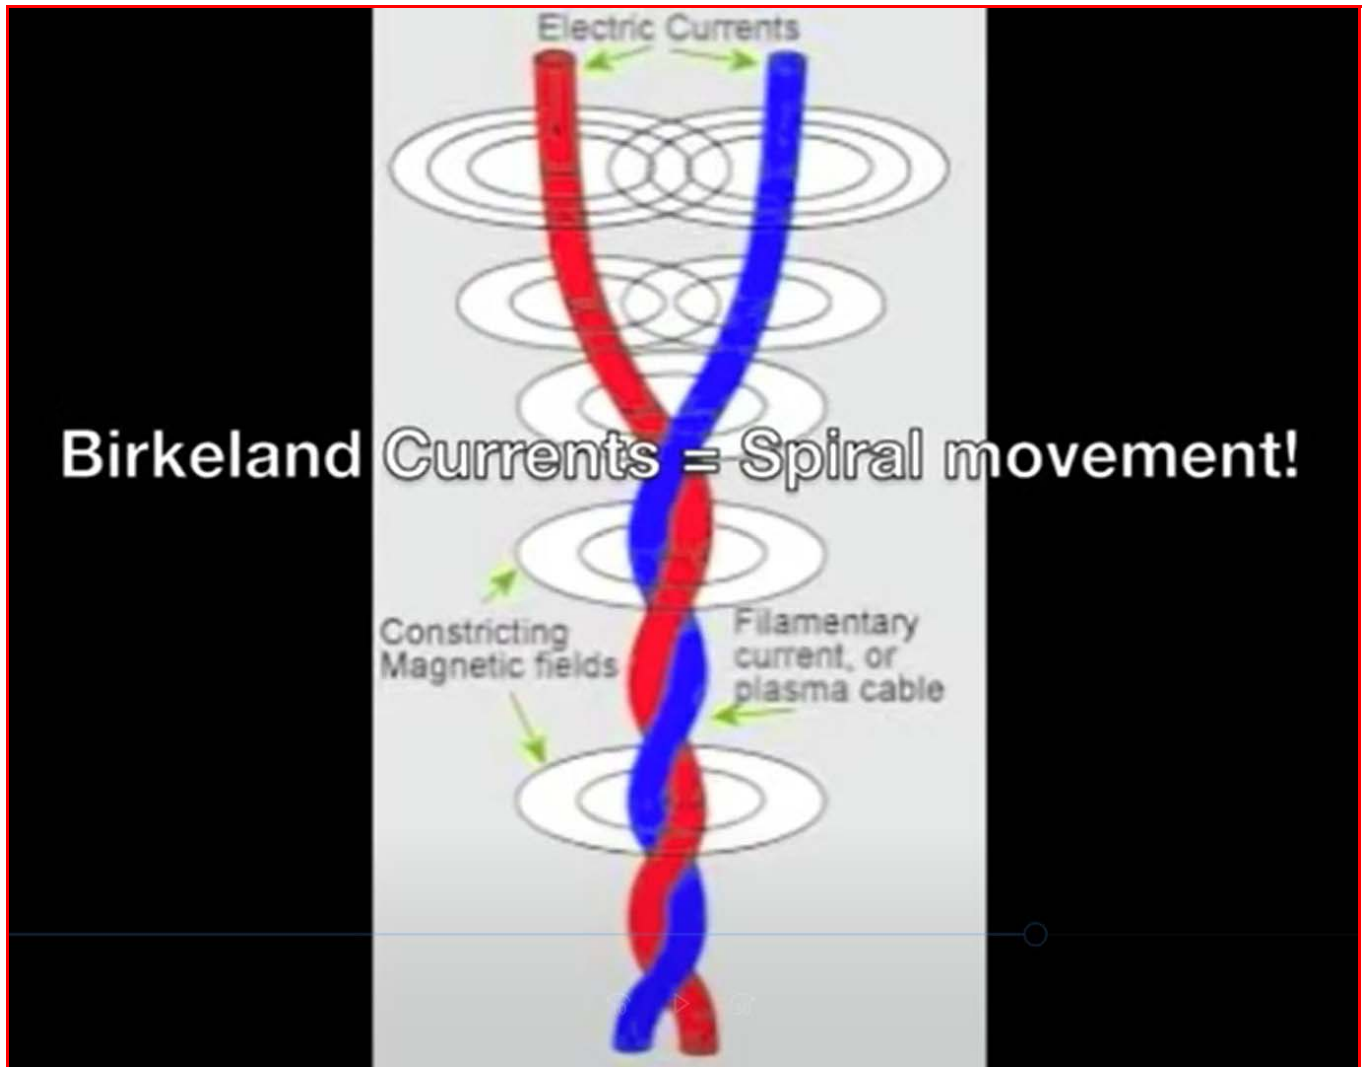 Electric Currents
Birkeland Currents = Spiral movement!
Constricting
Magnetic fields
Filamentary
current, or
plasma cable